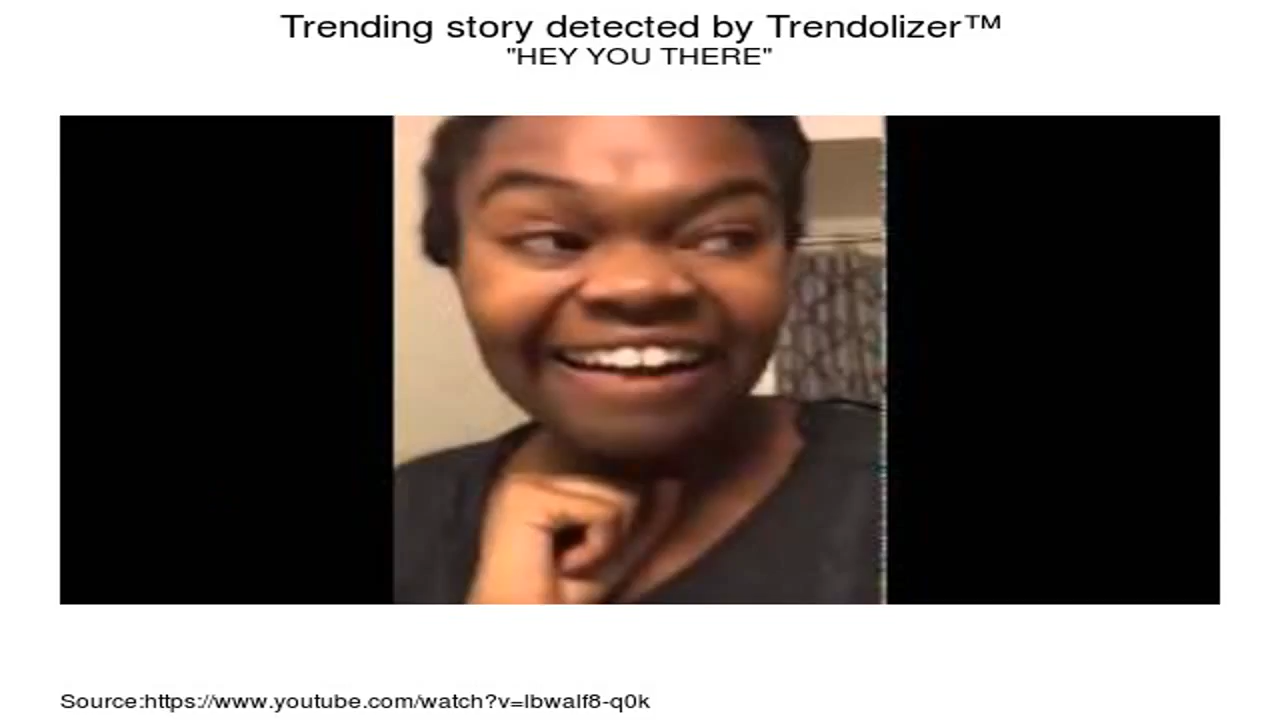 Trending story detected by Trendolizer™
"HEY YOU THERE"
Source:https://www.youtube.com/watch?v=lbwalf8-q0k